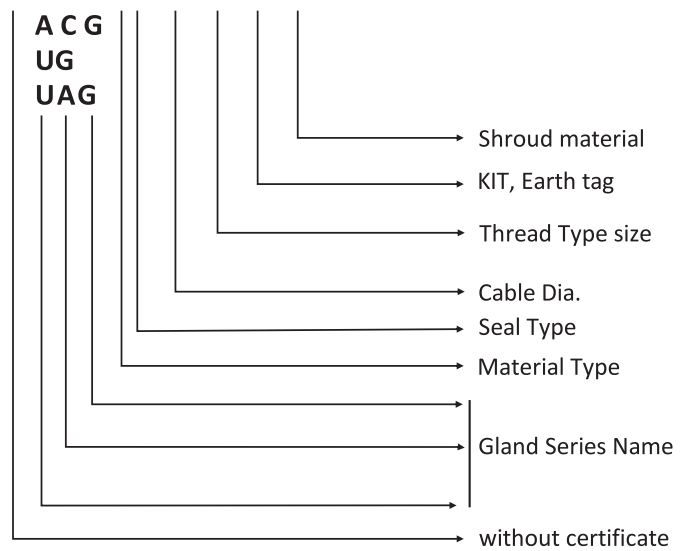 A C G
UG
UAG
Shroud material
KIT, Earth tag
Thread Type size
Cable Dia.
Seal Type
Material Type
Gland Series Name
without certificate